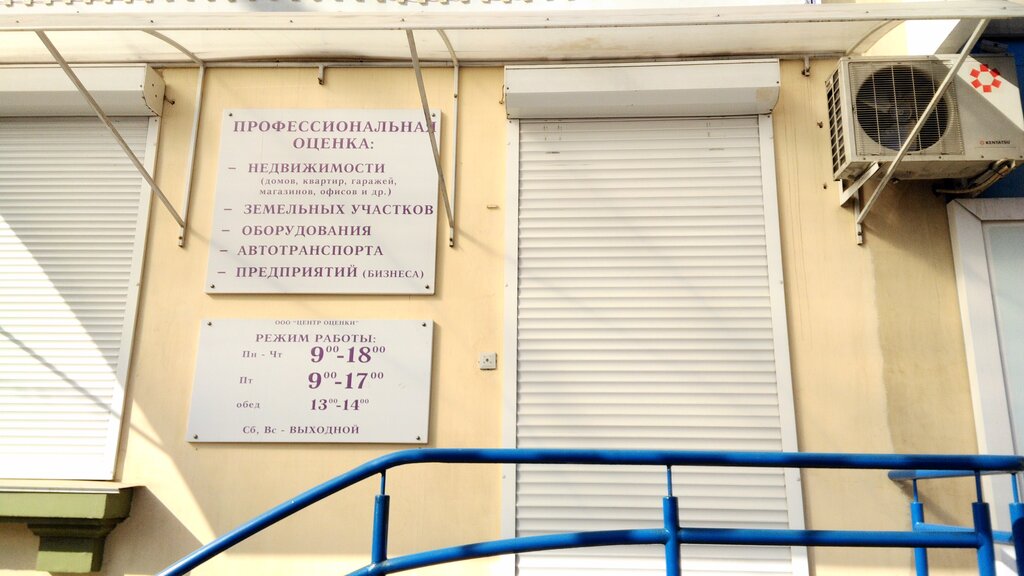 ПРОФЕССИОНАЛЬНАЯ
ОЦЕНКА:
– НЕДВИЖИМОСТИ
(домов, квартир, гаражей,
магазинов, офисов и др.)
– ЗЕМЕЛЬНЫХ УЧАСТКОВ
– ОБОРУДОВАНИЯ
– АВТОТРАНСПОРТА
– ПРЕДПРИЯТИЙ (БИЗНЕСА)
ООО "ЦЕНТР ОЦЕНКИ"
РЕЖИМ РАБОТЫ:
Пн - Чт 9⁰⁰-18⁰⁰
Пт 9⁰⁰-17⁰⁰
обед 13⁰⁰-14⁰⁰
Сб, Вс - ВЫХОДНОЙ
KENTATSU